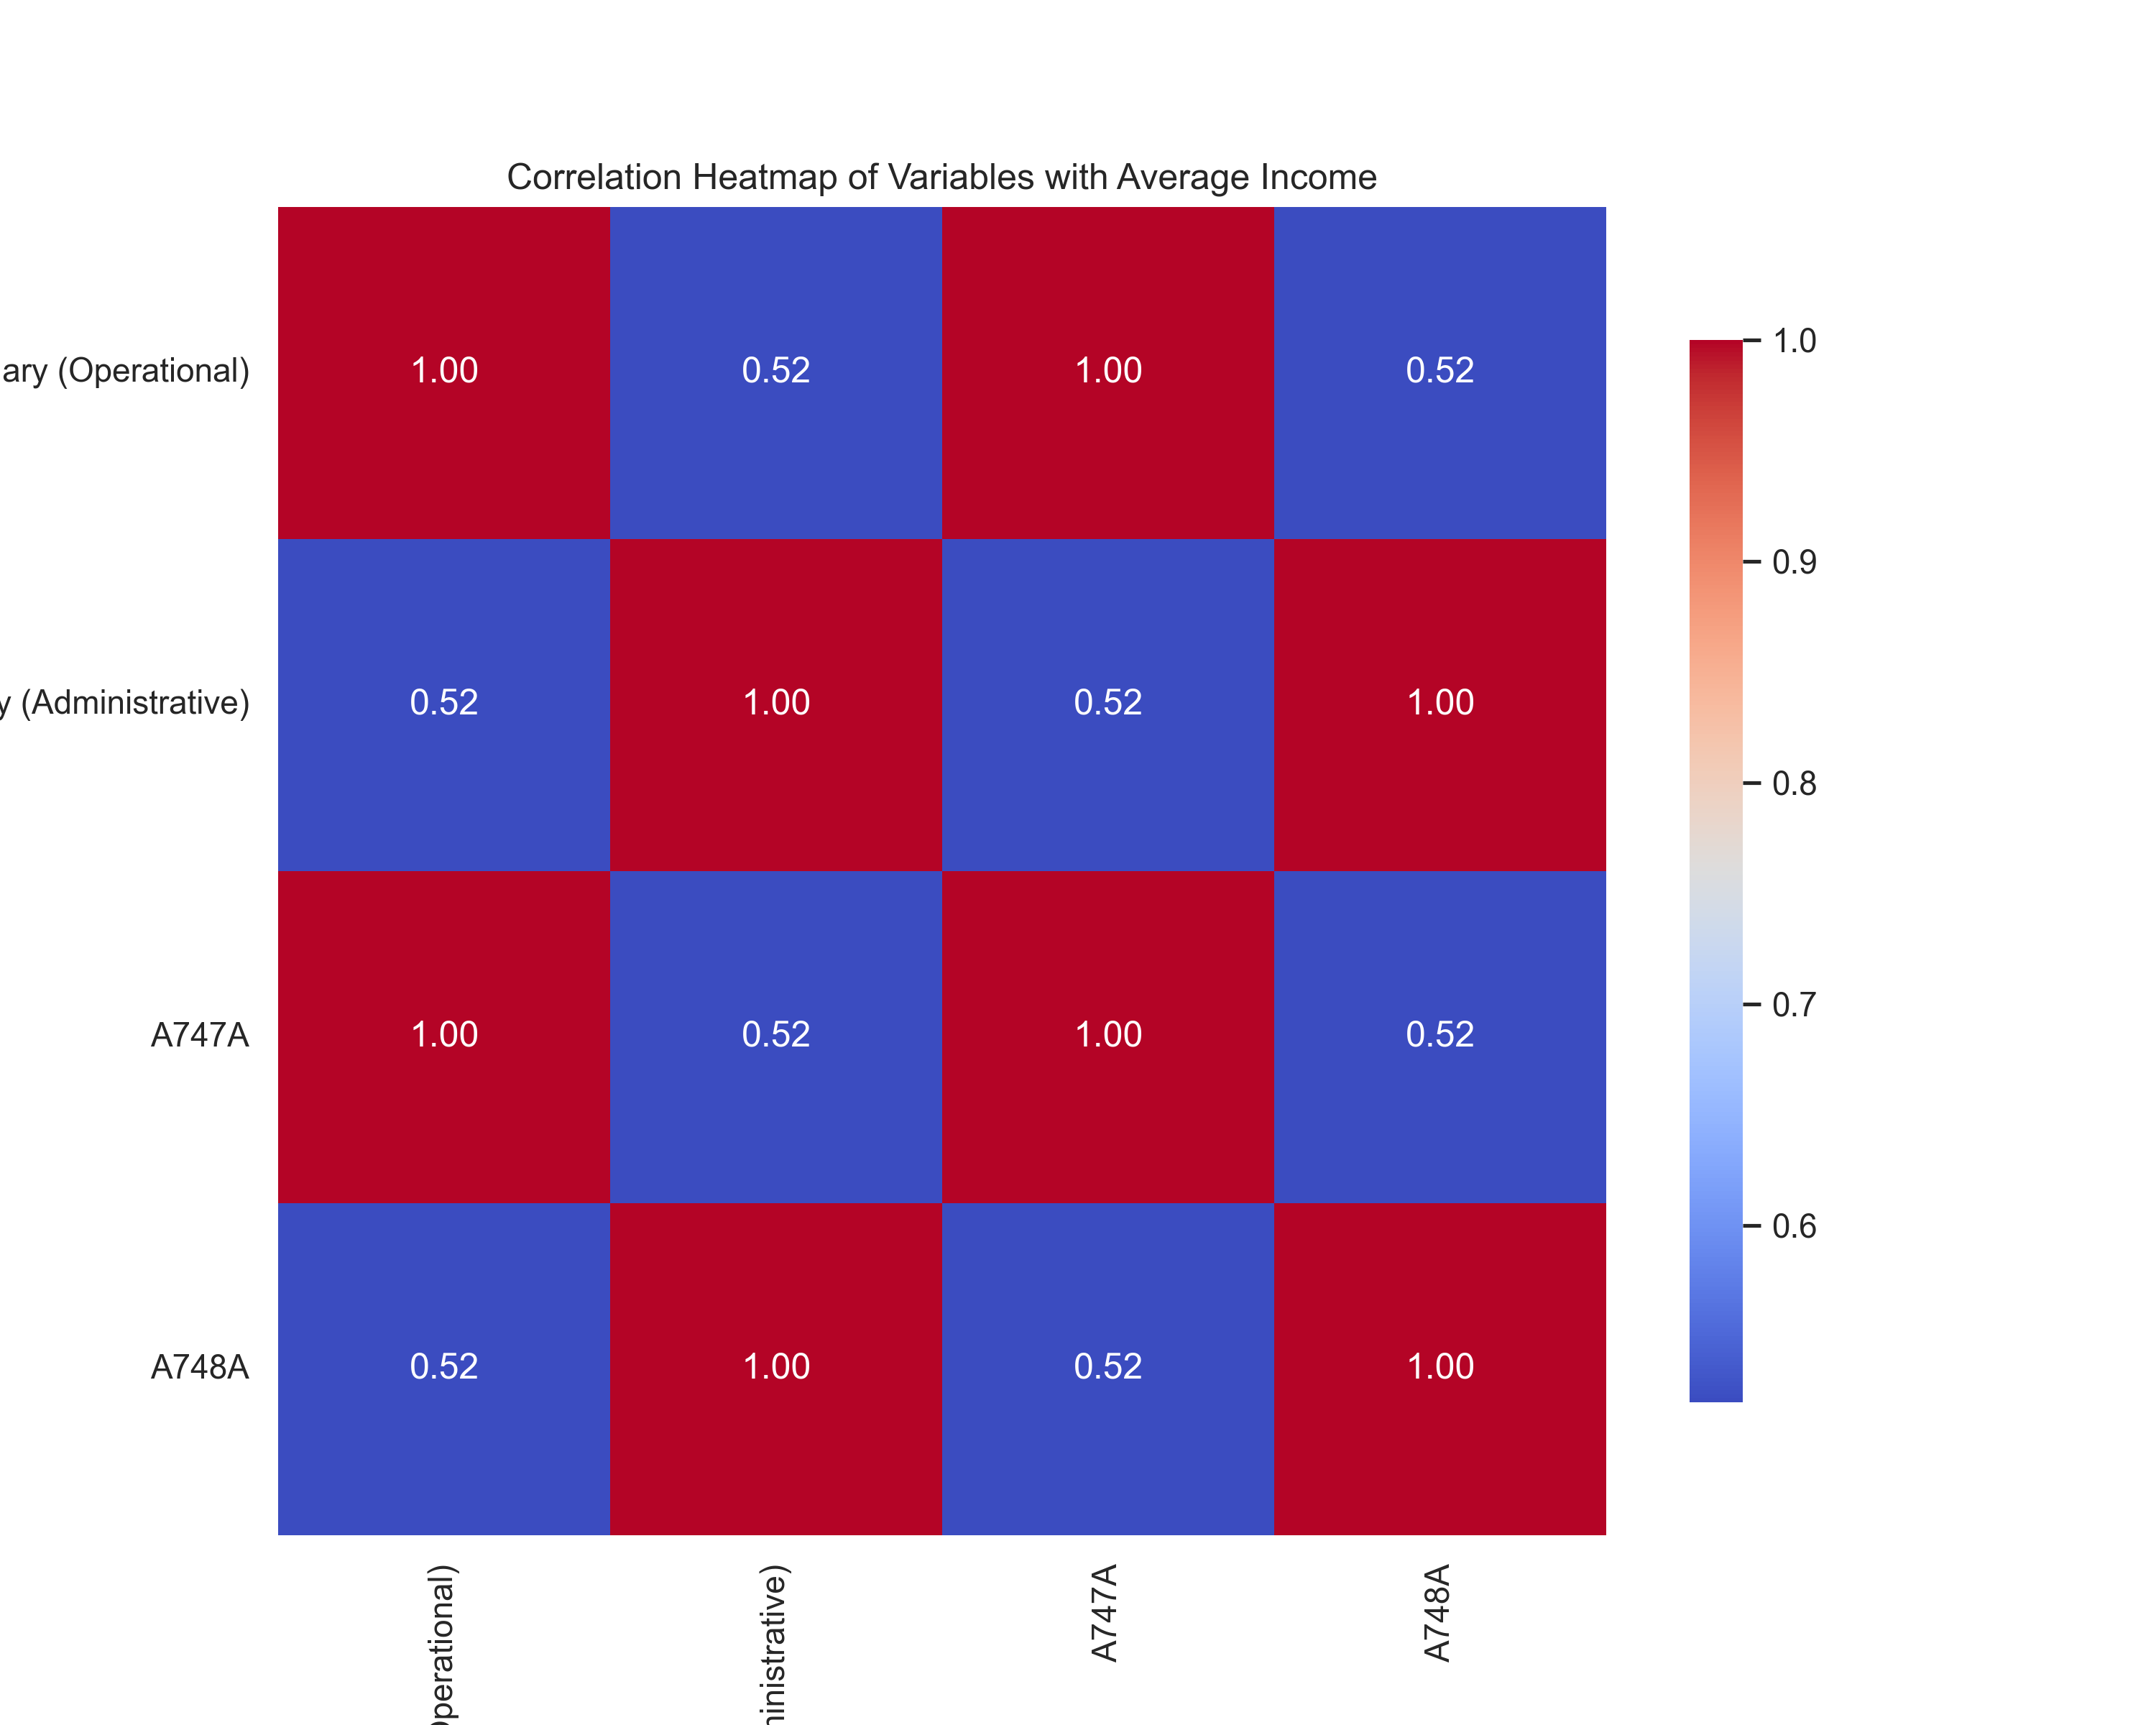 Correlation Heatmap of Variables with Average Income
ary (Operational) 1.00 0.52 1.00 0.52
y (Administrative) 0.52 1.00 0.52 1.00
A747A 1.00 0.52 1.00 0.52
A748A 0.52 1.00 0.52 1.00
1.0
0.9
0.8
0.7
0.6
Operational)
ministrative)
A747A
A748A